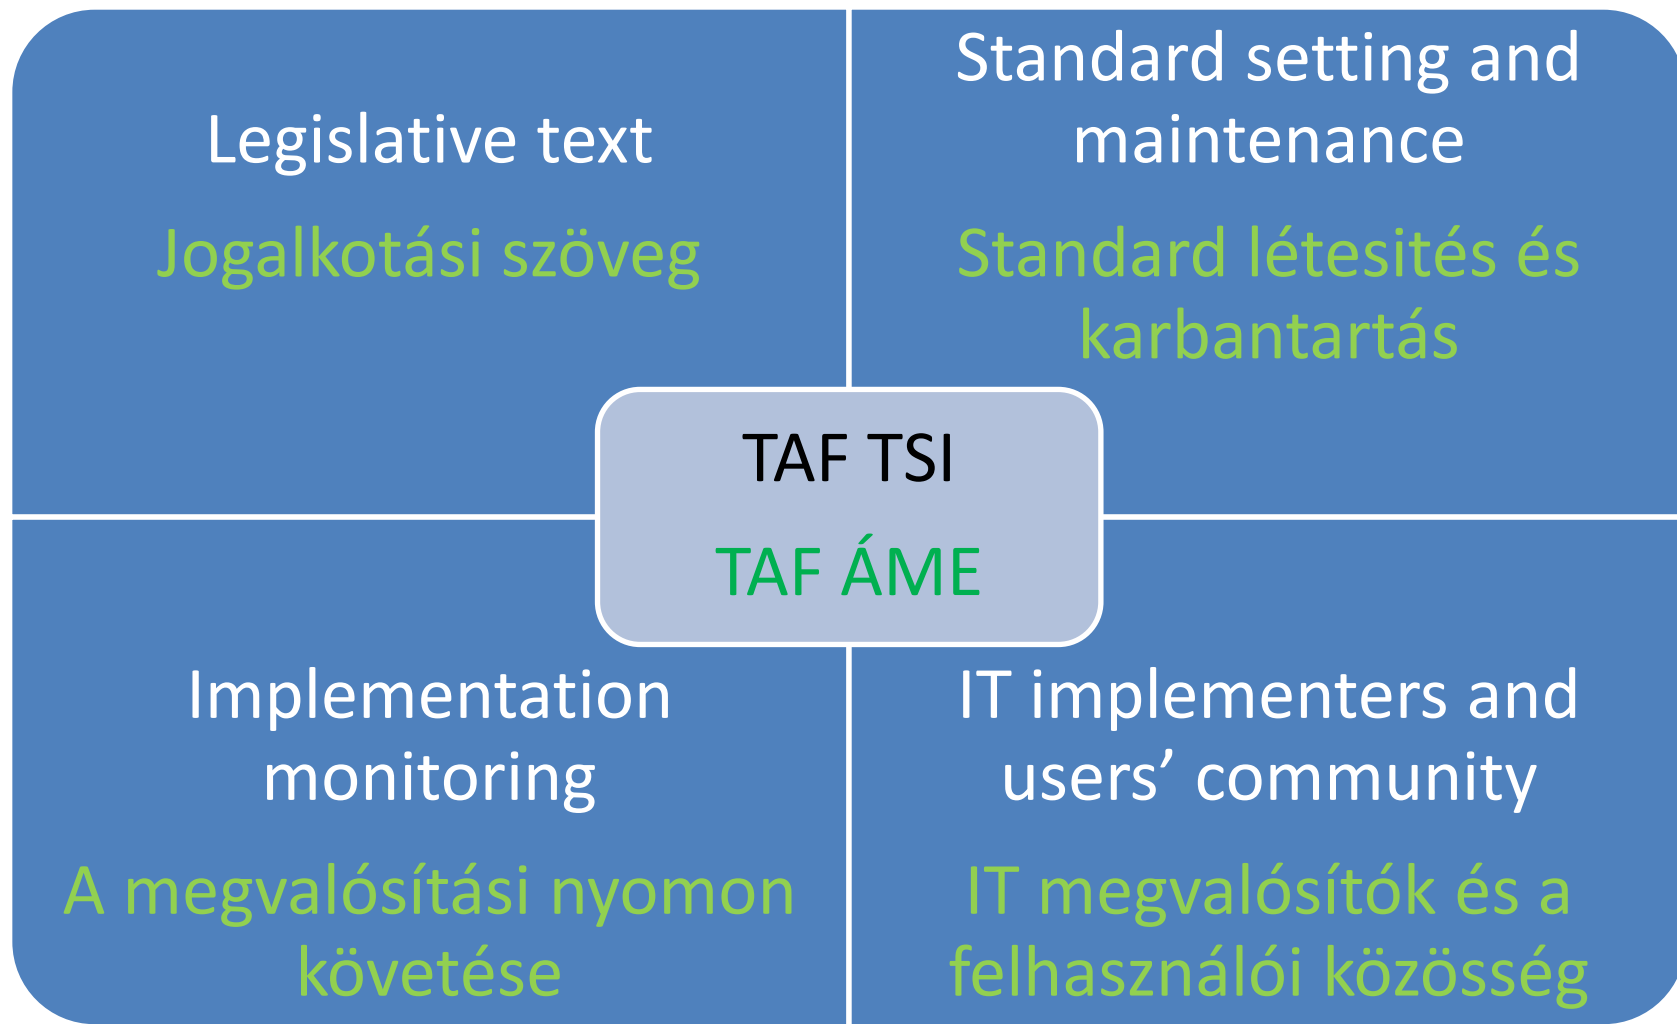 Legislative text
Jogalkotási szöveg
Standard setting and
maintenance
Standard létesités és
karbantartás
TAF TSI
TAF ÁME
Implementation
monitoring
A megvalósítási nyomon
követése
IT implementers and
users’ community
IT megvalósítók és a
felhasználói közösség